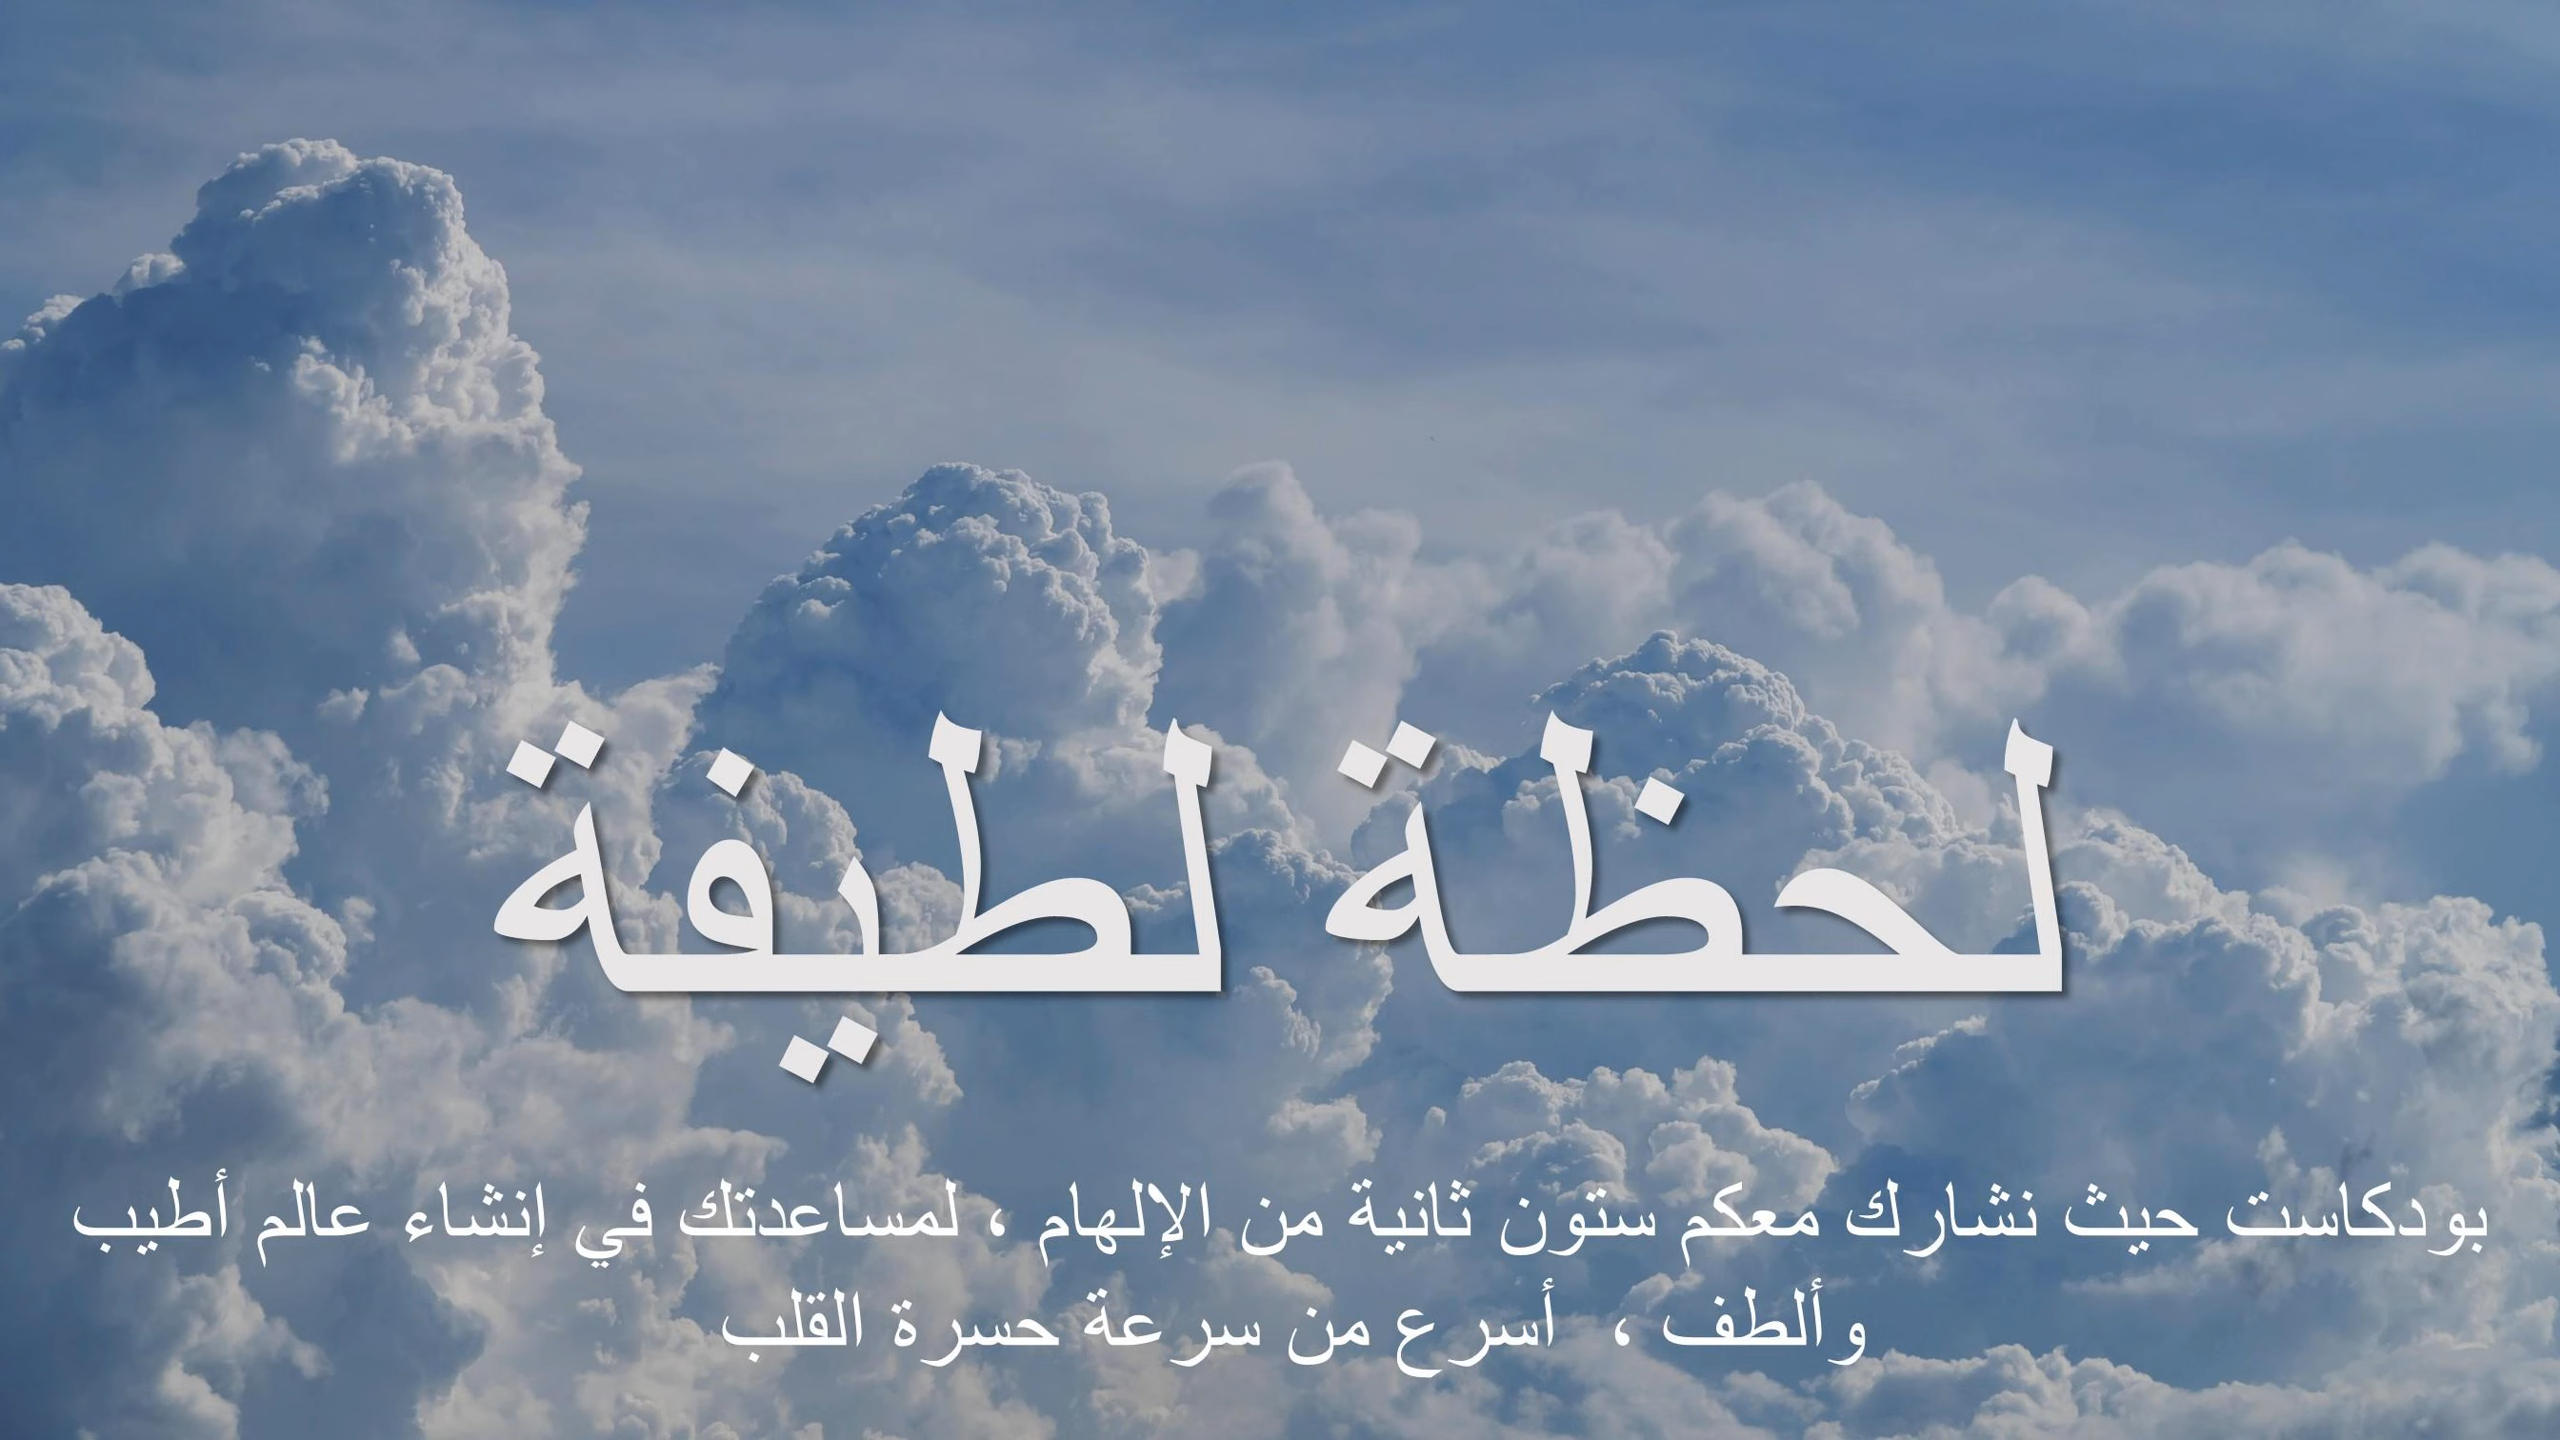 لحظة لطيفة
بودكاست حيث نشارك معكم ستون ثانية من الإلهام ، لمساعدتك في إنشاء عالم أطيب
وألطف ، أسرع من سرعة حسرة القلب